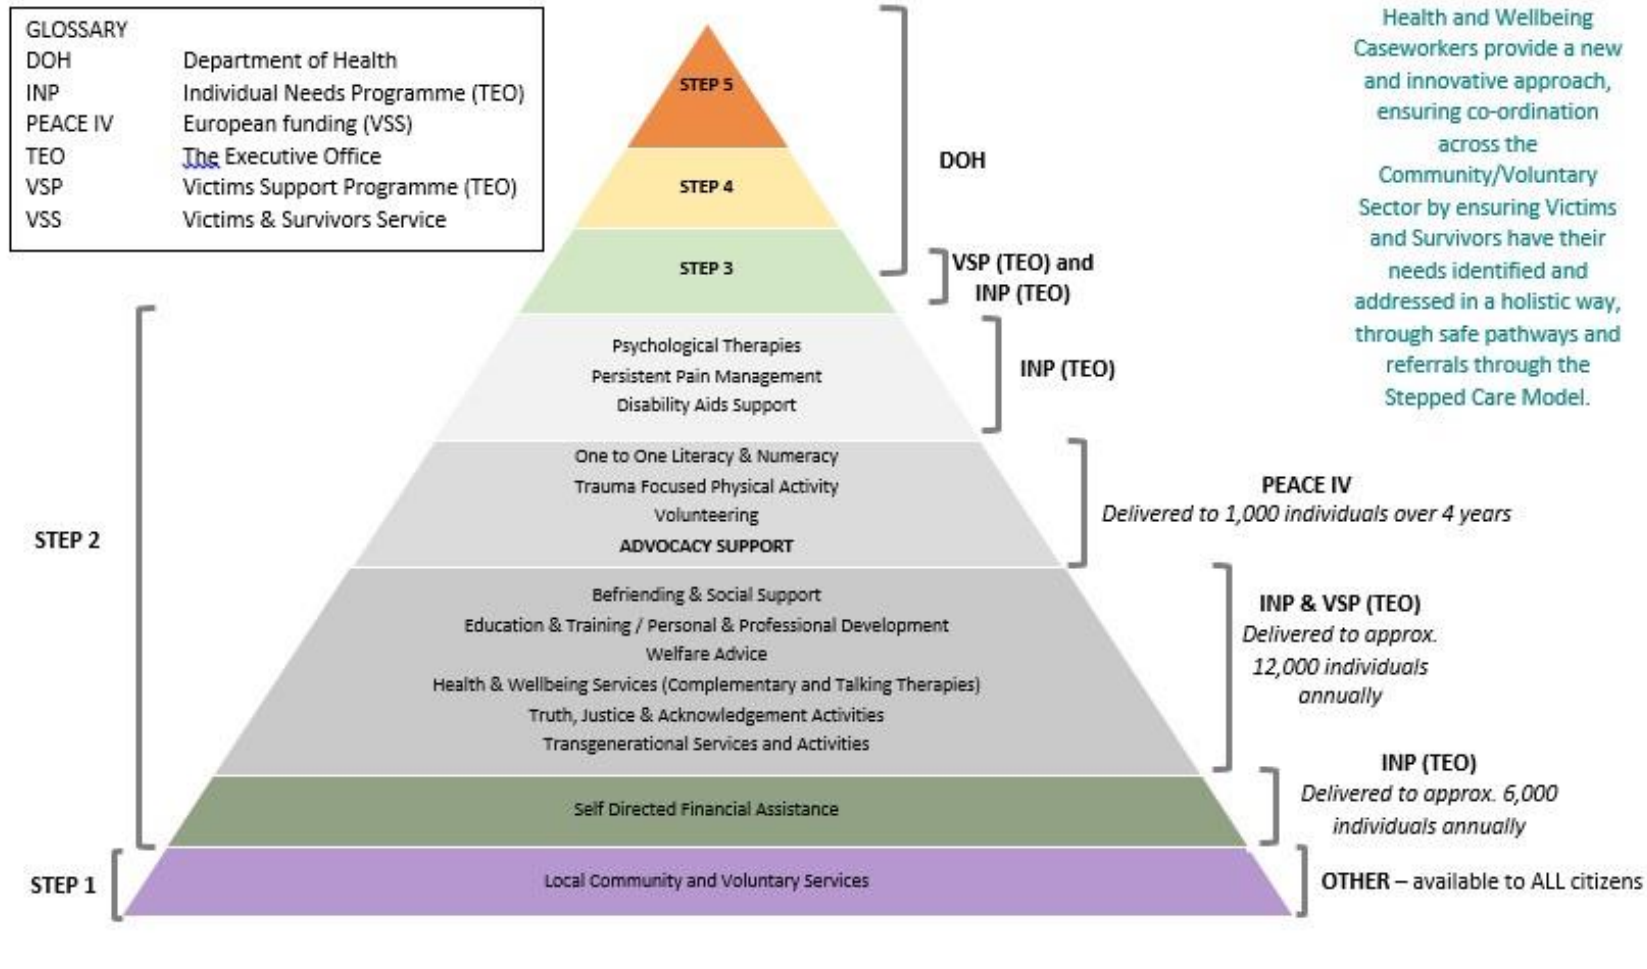 GLOSSARY
DOH Department of Health
INP Individual Needs Programme (TEO)
PEACE IV European funding (VSS)
TEO The Executive Office
VSP Victims Support Programme (TEO)
VSS Victims & Survivors Service
Health and Wellbeing
Caseworkers provide a new
and innovative approach,
ensuring co-ordination
across the
Community/Voluntary
Sector by ensuring Victims
and Survivors have their
needs identified and
addressed in a holistic way,
through safe pathways and
referrals through the
Stepped Care Model.
STEP 5
STEP 4
STEP 3
DOH
VSP (TEO) and
INP (TEO)
STEP 2
Psychological Therapies
Persistent Pain Management
Disability Aids Support
INP (TEO)
One to One Literacy & Numeracy
Trauma Focused Physical Activity
Volunteering
ADVOCACY SUPPORT
PEACE IV
Delivered to 1,000 individuals over 4 years
Befriending & Social Support
Education & Training / Personal & Professional Development
Welfare Advice
Health & Wellbeing Services (Complementary and Talking Therapies)
Truth, Justice & Acknowledgement Activities
Transgenerational Services and Activities
INP & VSP (TEO)
Delivered to approx.
12,000 individuals
annually
Self Directed Financial Assistance
INP (TEO)
Delivered to approx. 6,000
individuals annually
STEP 1
Local Community and Voluntary Services
OTHER – available to ALL citizens